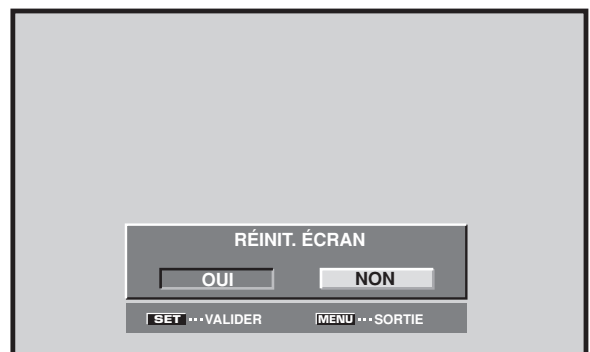 RÉINIT. ÉCRAN
OUI NON
SET ··· VALIDER MENU ··· SORTIE